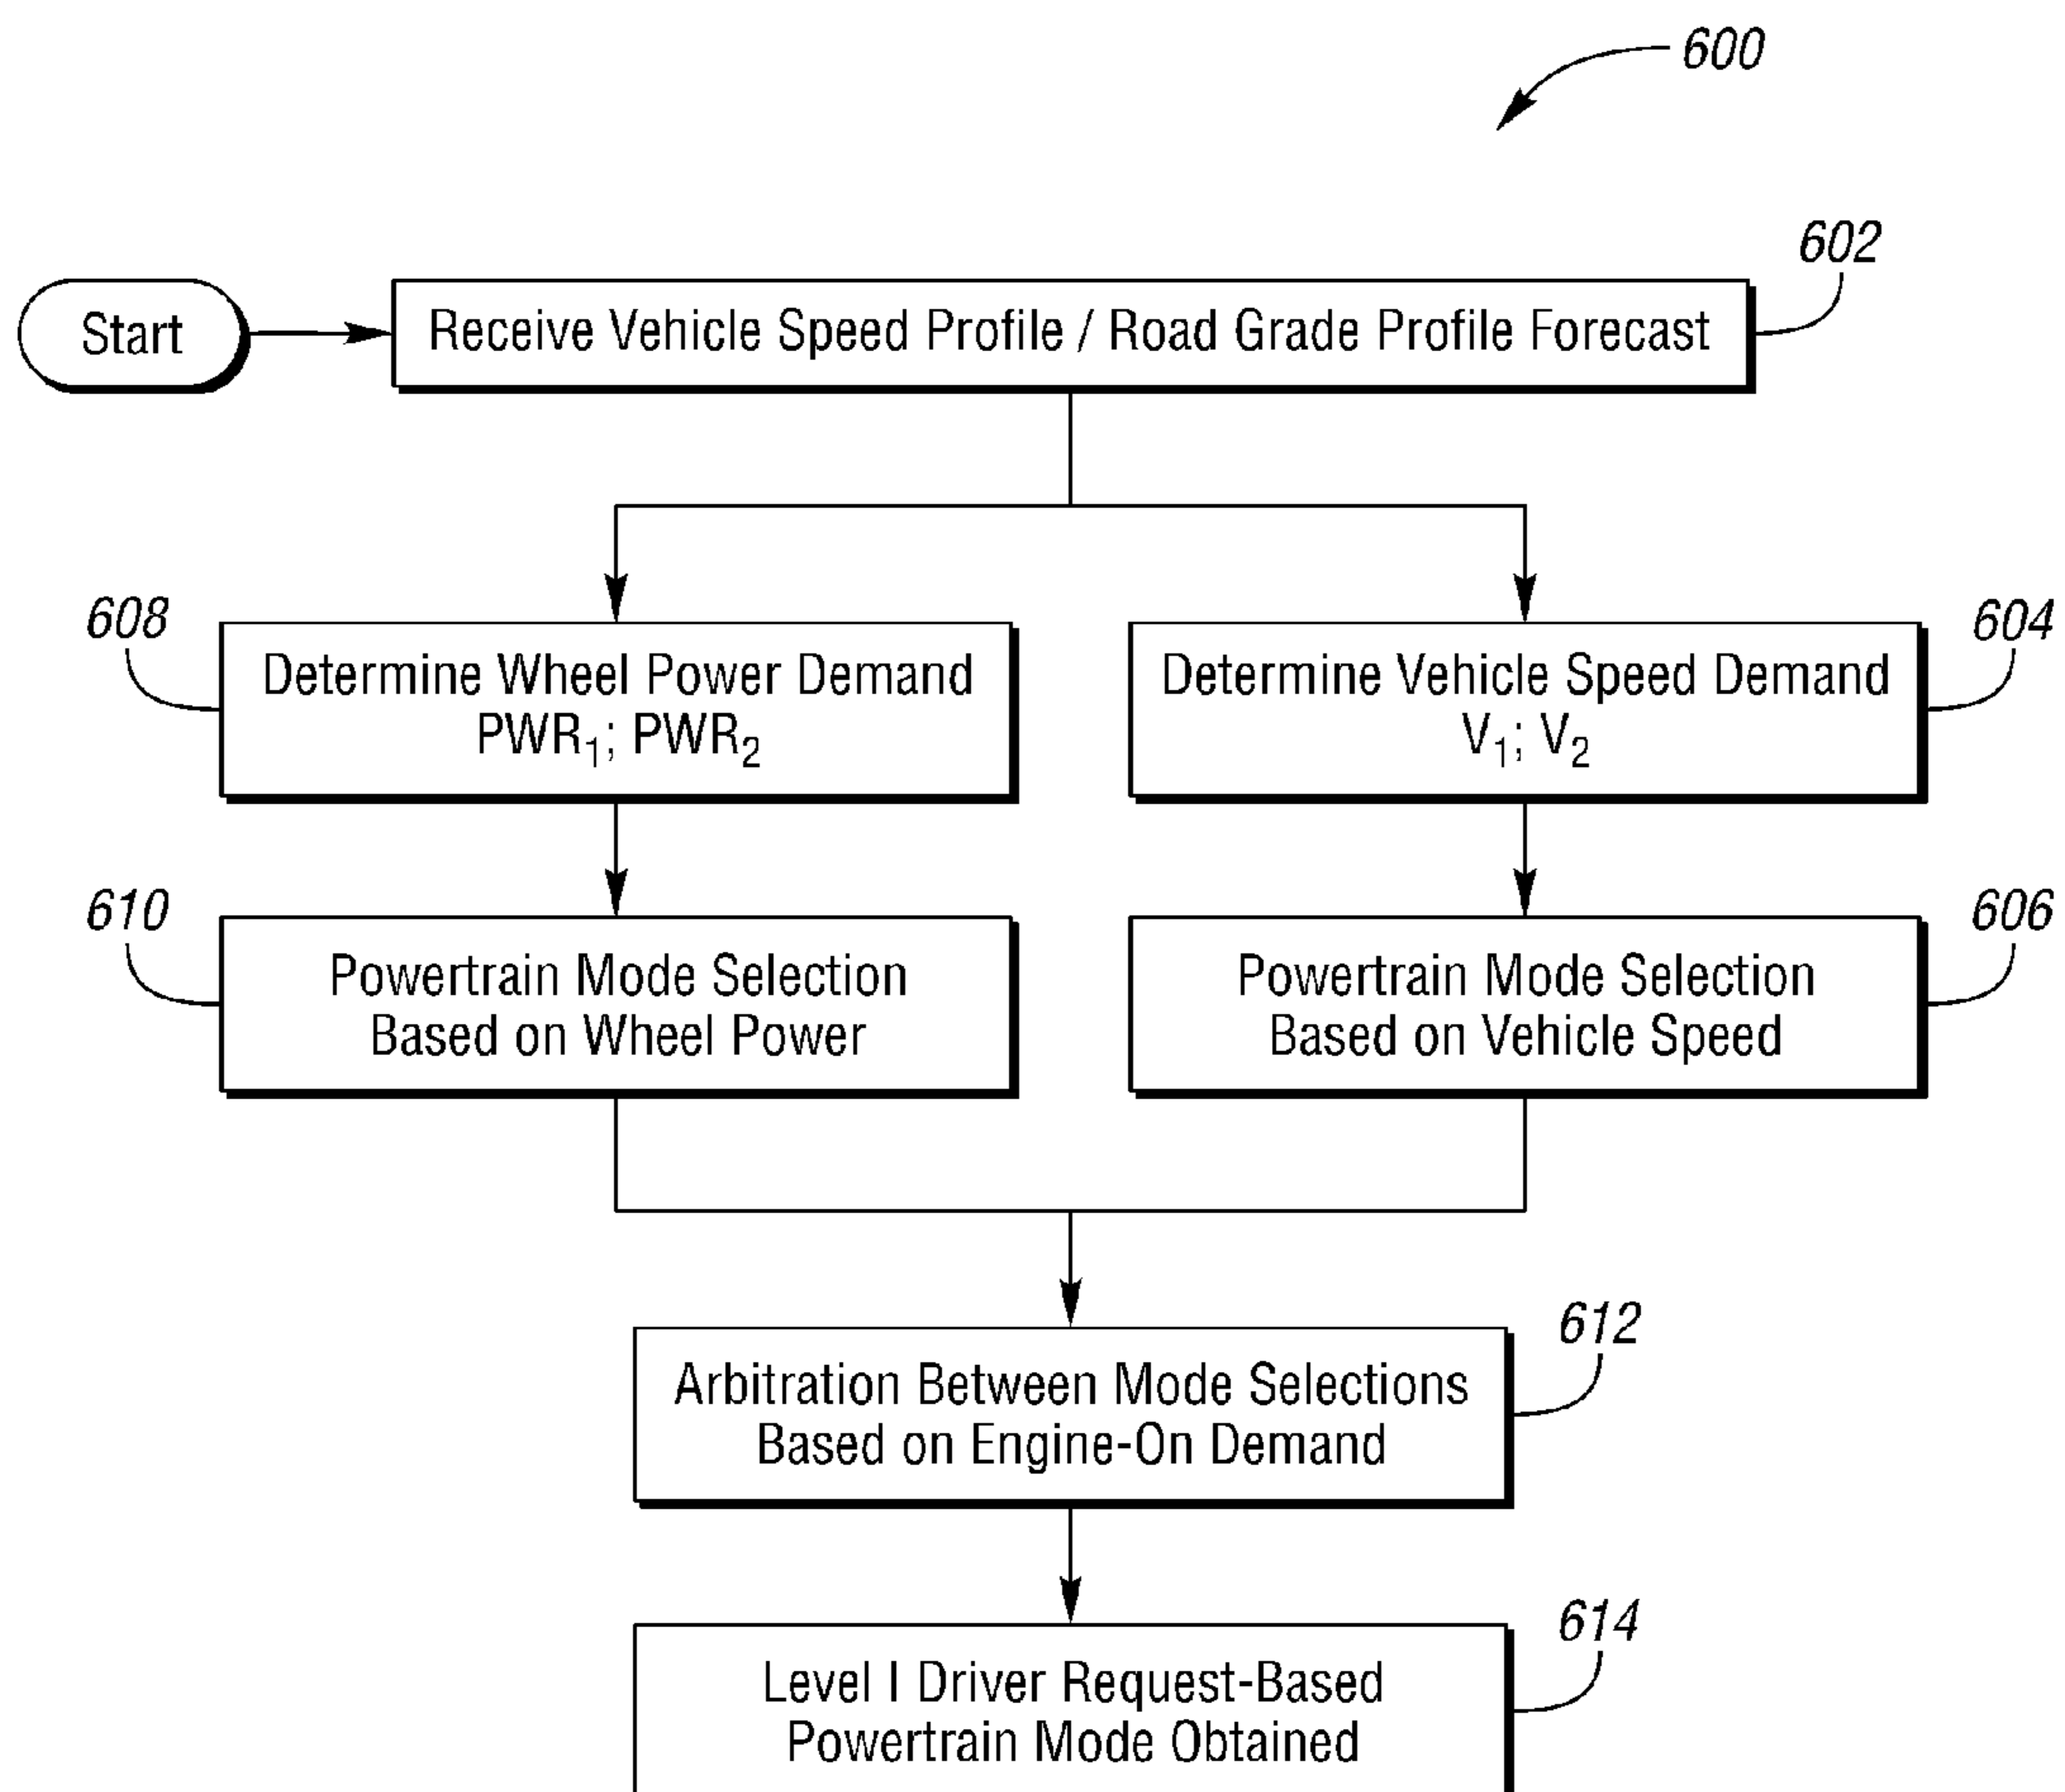 600
602
Start
Receive Vehicle Speed Profile / Road Grade Profile Forecast
608
Determine Wheel Power Demand
PWR₁; PWR₂
604
Determine Vehicle Speed Demand
V₁; V₂
610
Powertrain Mode Selection
Based on Wheel Power
606
Powertrain Mode Selection
Based on Vehicle Speed
612
Arbitration Between Mode Selections
Based on Engine-On Demand
614
Level I Driver Request-Based
Powertrain Mode Obtained